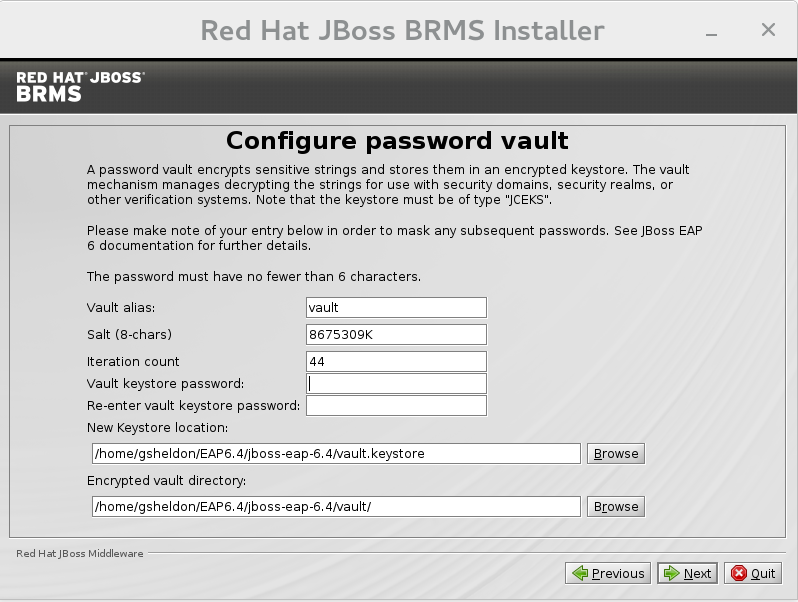 Red Hat JBoss BRMS Installer
RED HAT® JBOSS®
BRMS
Configure password vault
A password vault encrypts sensitive strings and stores them in an encrypted keystore. The vault
mechanism manages decrypting the strings for use with security domains, security realms, or
other verification systems. Note that the keystore must be of type "JCEKS".
Please make note of your entry below in order to mask any subsequent passwords. See JBoss EAP
6 documentation for further details.
The password must have no fewer than 6 characters.
Vault alias: vault
Salt (8-chars) 8675309K
Iteration count 44
Vault keystore password:
Re-enter vault keystore password:
New Keystore location:
/home/gsheldon/EAP6.4/jboss-eap-6.4/vault.keystore Browse
Encrypted vault directory:
/home/gsheldon/EAP6.4/jboss-eap-6.4/vault/ Browse
Red Hat JBoss Middleware
Previous Next Quit